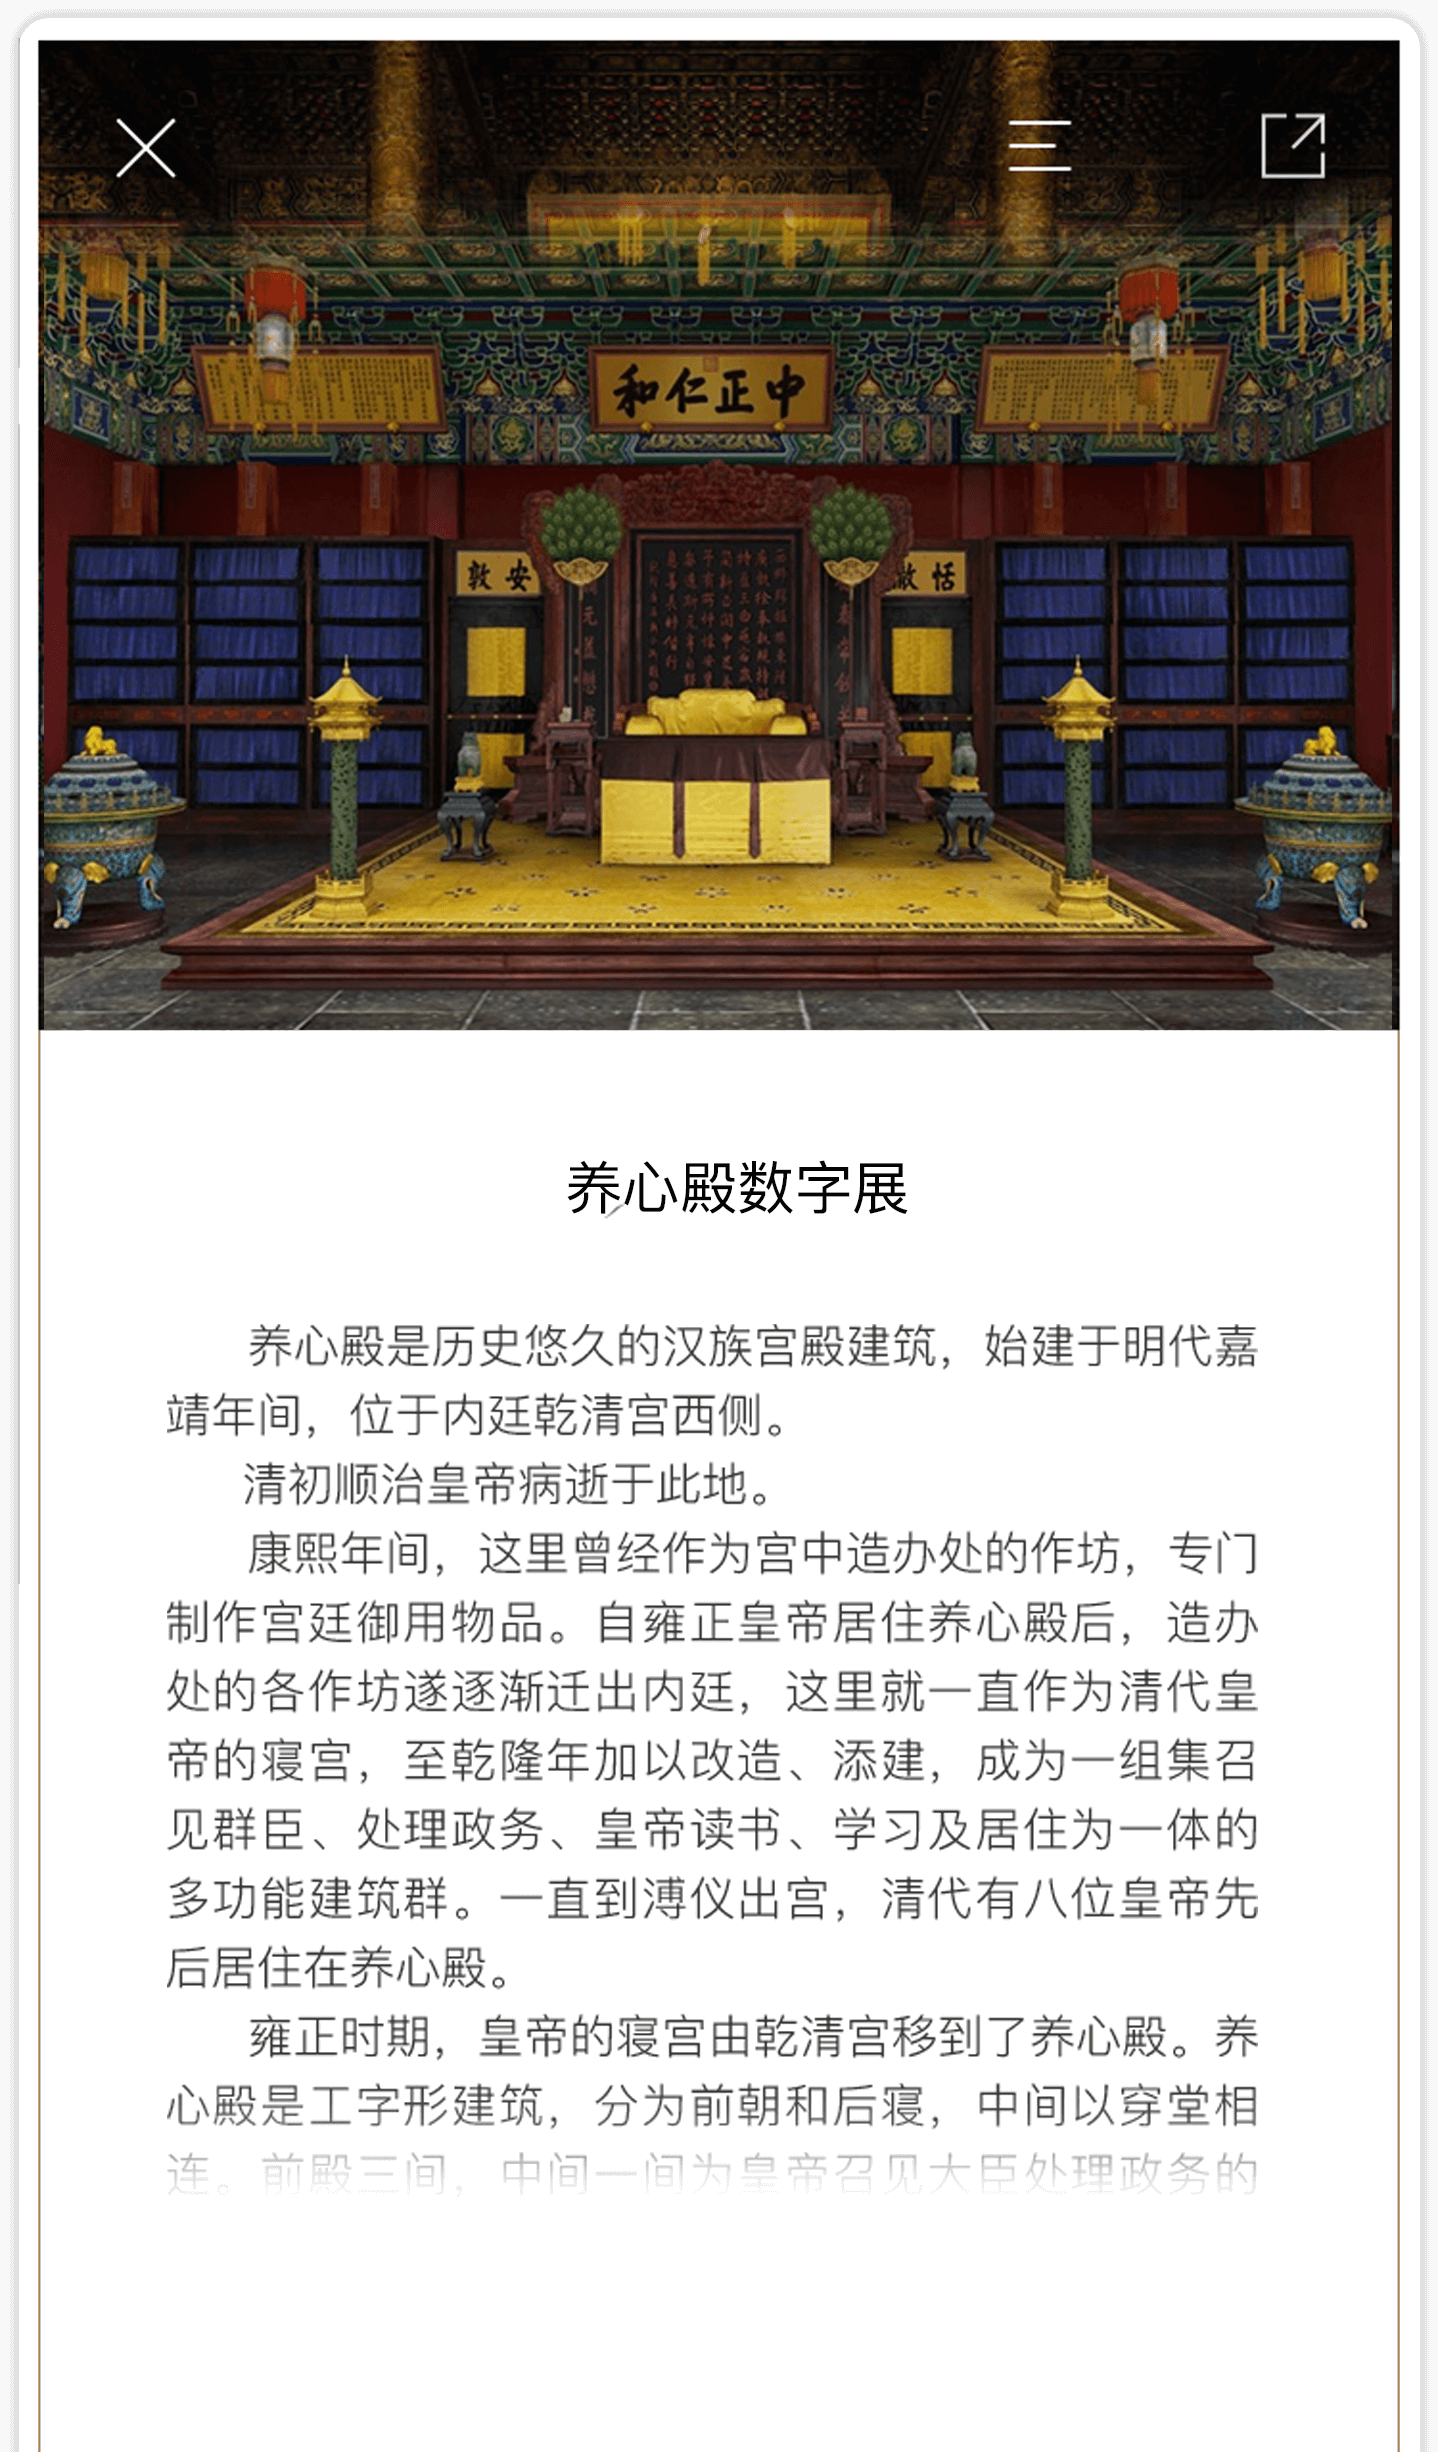 中正仁和
安敦
恬澈
养心殿数字展
养心殿是历史悠久的汉族宫殿建筑，始建于明代嘉
靖年间，位于内廷乾清宫西侧。
清初顺治皇帝病逝于此地。
康熙年间，这里曾经作为宫中造办处的作坊，专门
制作宫廷御用物品。自雍正皇帝居住养心殿后，造办
处的各作坊遂逐渐迁出内廷，这里就一直作为清代皇
帝的寝宫，至乾隆年加以改造、添建，成为一组集召
见群臣、处理政务、皇帝读书、学习及居住为一体的
多功能建筑群。一直到溥仪出宫，清代有八位皇帝先
后居住在养心殿。
雍正时期，皇帝的寝宫由乾清宫移到了养心殿。养
心殿是工字形建筑，分为前朝和后寝，中间以穿堂相
连。前殿三间，中间一间为皇帝召见大臣处理政务的